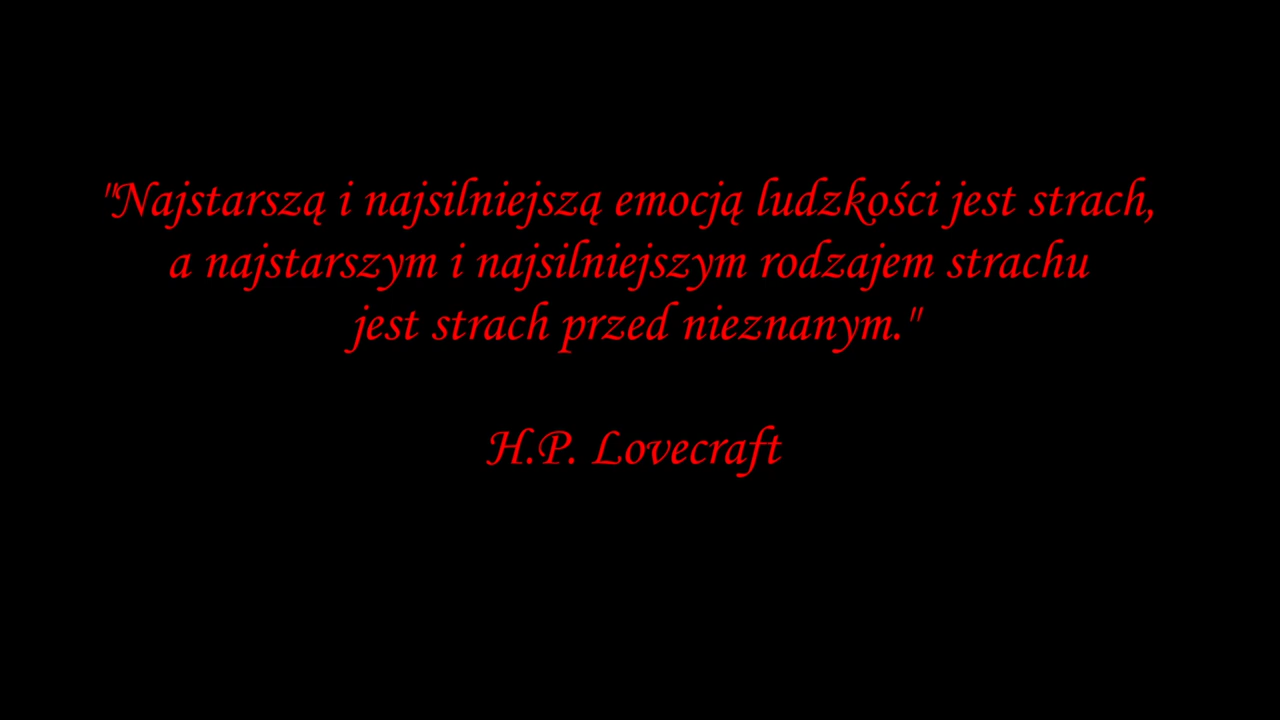 "Najstarszą i najsilniejszą emocją ludzkości jest strach,
a najstarszym i najsilniejszym rodzajem strachu
jest strach przed nieznanym."
H.P. Lovecraft